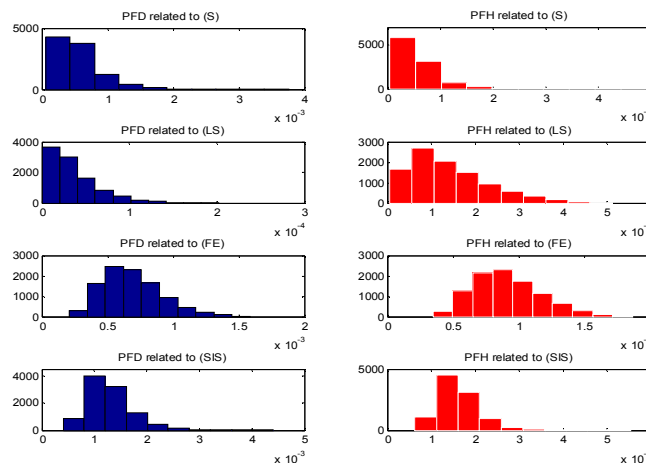 PFD related to (S)
5000
0
0 1 2 3 4
x 10-3
PFH related to (S)
5000
0
0 1 2 3 4
x 10-
PFD related to (LS)
4000
2000
0
0 1 2 3
x 10-4
PFH related to (LS)
3000
2000
1000
0
0 1 2 3 4 5
x 10-
PFD related to (FE)
3000
2000
1000
0
0 0.5 1 1.5 2
x 10-3
PFH related to (FE)
3000
2000
1000
0
0 0.5 1 1.5
x 10-
PFD related to (SIS)
4000
2000
0
0 1 2 3 4 5
x 10-3
PFH related to (SIS)
5000
0
0 1 2 3 4 5
x 10-